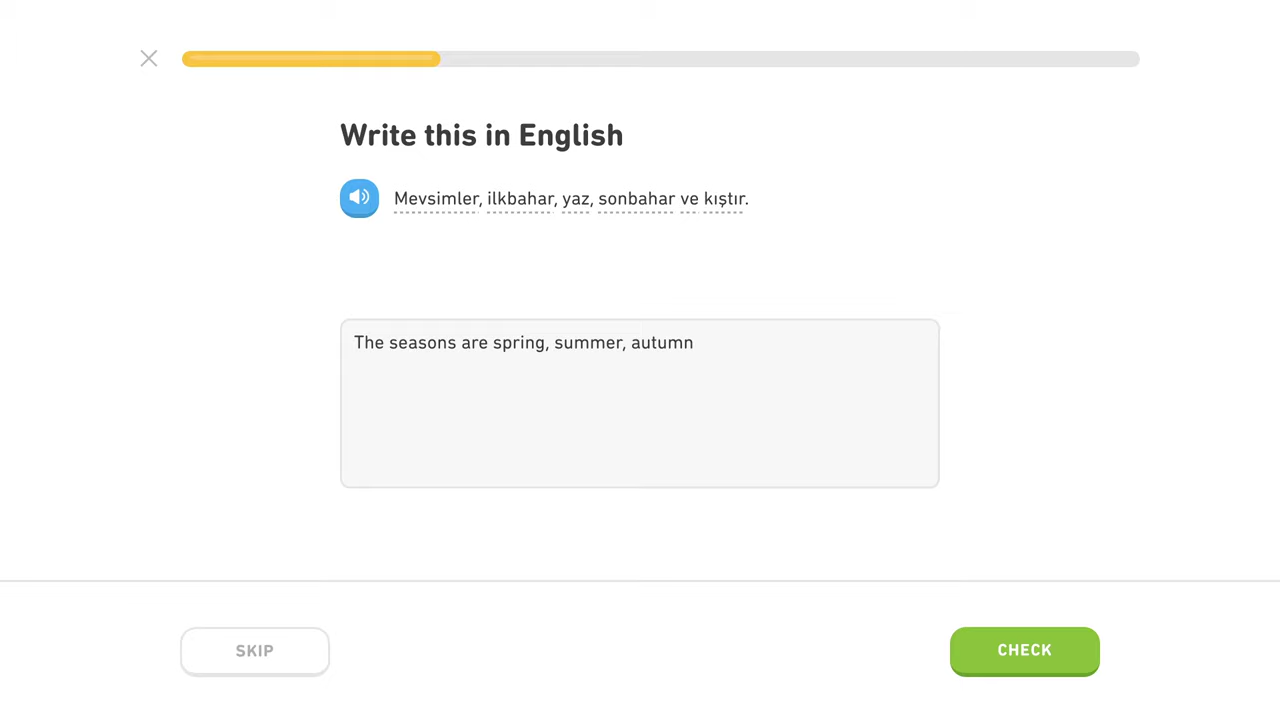 Write this in English
Mevsimler, ilkbahar, yaz, sonbahar ve kıştır.
The seasons are spring, summer, autumn
SKIP
CHECK